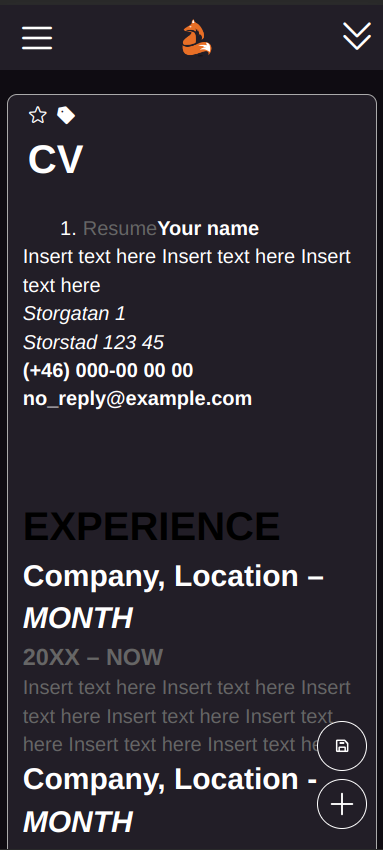 CV
1. ResumeYour name
Insert text here Insert text here Insert
text here
Storgatan 1
Storstad 123 45
(+46) 000-00 00 00
no_reply@example.com
EXPERIENCE
Company, Location –
MONTH
20XX – NOW
Insert text here Insert text here Insert
text here Insert text here Insert text
here Insert text here Insert text
Company, Location -
MONTH